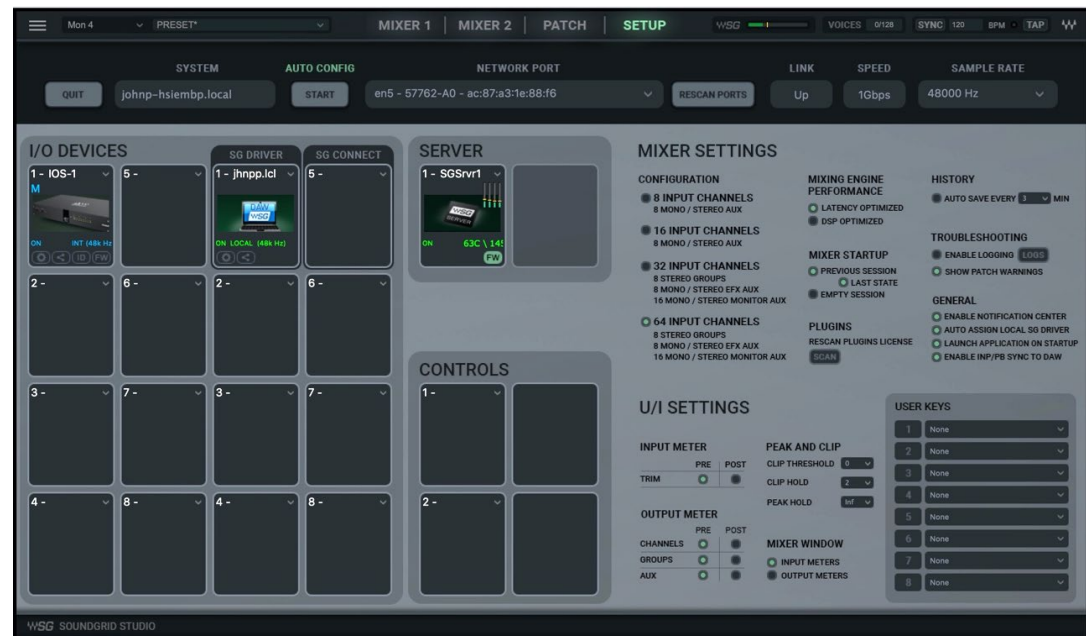 Mon 4
PRESET*
MIXER 1
MIXER 2
PATCH
SETUP
WSG
VOICES 0/128
SYNC 120 BPM TAP
SYSTEM
AUTO CONFIG
NETWORK PORT
LINK
SPEED
SAMPLE RATE
QUIT
johnp-hsiembp.local
START
en5 - 57762-A0 - ac:87:a3:1e:88:f6
RESCAN PORTS
Up
1Gbps
48000 Hz
I/O DEVICES
SG DRIVER
SG CONNECT
1 - IOS-1
M
ON INT (48k Hz
ID FW
5 -
1 - jhnpp.lcl
DAW
WSG
ON LOCAL (48k Hz)
5 -
2 -
6 -
2 -
6 -
3 -
7 -
3 -
7 -
4 -
8 -
4 -
8 -
SERVER
1 - SGSrvr1
WSG
SERVER
ON 63C \ 145
FW
CONTROLS
1 -
2 -
MIXER SETTINGS
CONFIGURATION
8 INPUT CHANNELS
8 MONO / STEREO AUX
16 INPUT CHANNELS
8 MONO / STEREO AUX
32 INPUT CHANNELS
8 STEREO GROUPS
8 MONO / STEREO EFX AUX
16 MONO / STEREO MONITOR AUX
64 INPUT CHANNELS
8 STEREO GROUPS
8 MONO / STEREO EFX AUX
16 MONO / STEREO MONITOR AUX
MIXING ENGINE
PERFORMANCE
LATENCY OPTIMIZED
DSP OPTIMIZED
MIXER STARTUP
PREVIOUS SESSION
LAST STATE
EMPTY SESSION
PLUGINS
RESCAN PLUGINS LICENSE
SCAN
HISTORY
AUTO SAVE EVERY 3 MIN
TROUBLESHOOTING
ENABLE LOGGING LOGS
SHOW PATCH WARNINGS
GENERAL
ENABLE NOTIFICATION CENTER
AUTO ASSIGN LOCAL SG DRIVER
LAUNCH APPLICATION ON STARTUP
ENABLE INP/PB SYNC TO DAW
U/I SETTINGS
INPUT METER
PRE POST
TRIM
OUTPUT METER
PRE POST
CHANNELS
GROUPS
AUX
PEAK AND CLIP
CLIP THRESHOLD 0
CLIP HOLD 2
PEAK HOLD Inf
MIXER WINDOW
INPUT METERS
OUTPUT METERS
USER KEYS
1 None
2 None
3 None
4 None
5 None
6 None
7 None
8 None
WSG SOUNDGRID STUDIO